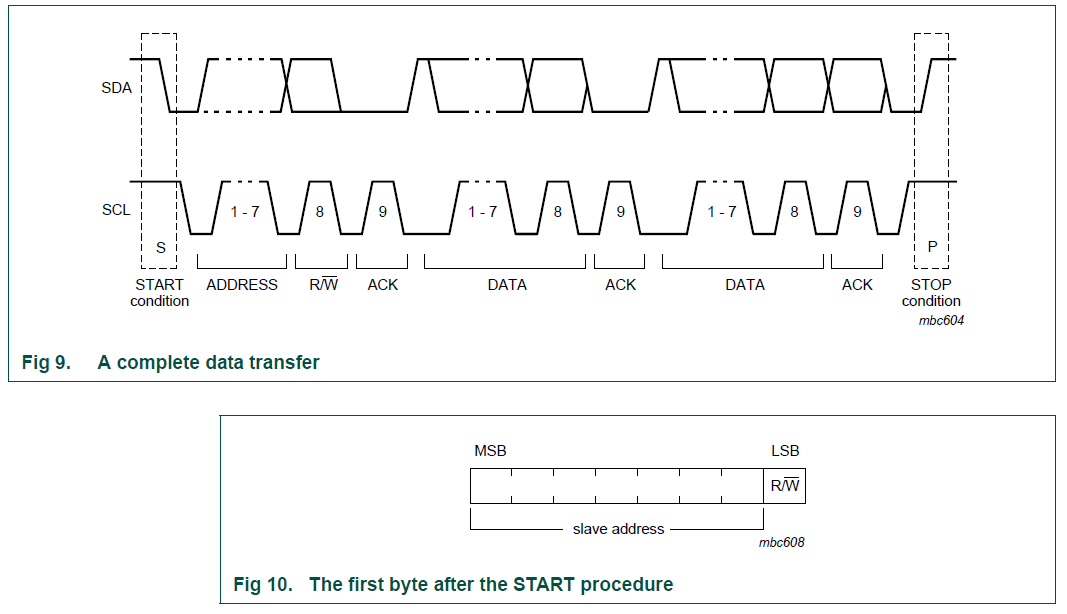 SDA
SCL
1 - 7 8 9 1 - 7 8 9 1 - 7 8 9
S P
START ADDRESS R/W̅ ACK DATA ACK DATA ACK STOP
condition condition
mbc604
Fig 9. A complete data transfer
MSB LSB
R/W̅
slave address
mbc608
Fig 10. The first byte after the START procedure